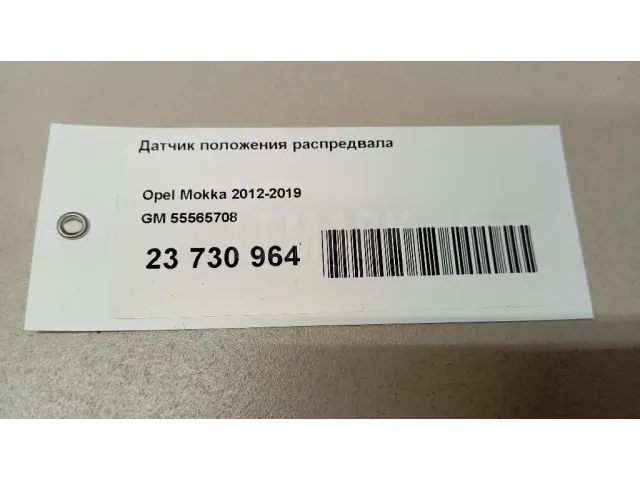 Датчик положения распредвала
Opel Mokka 2012-2019
GM 55565708
23 730 964